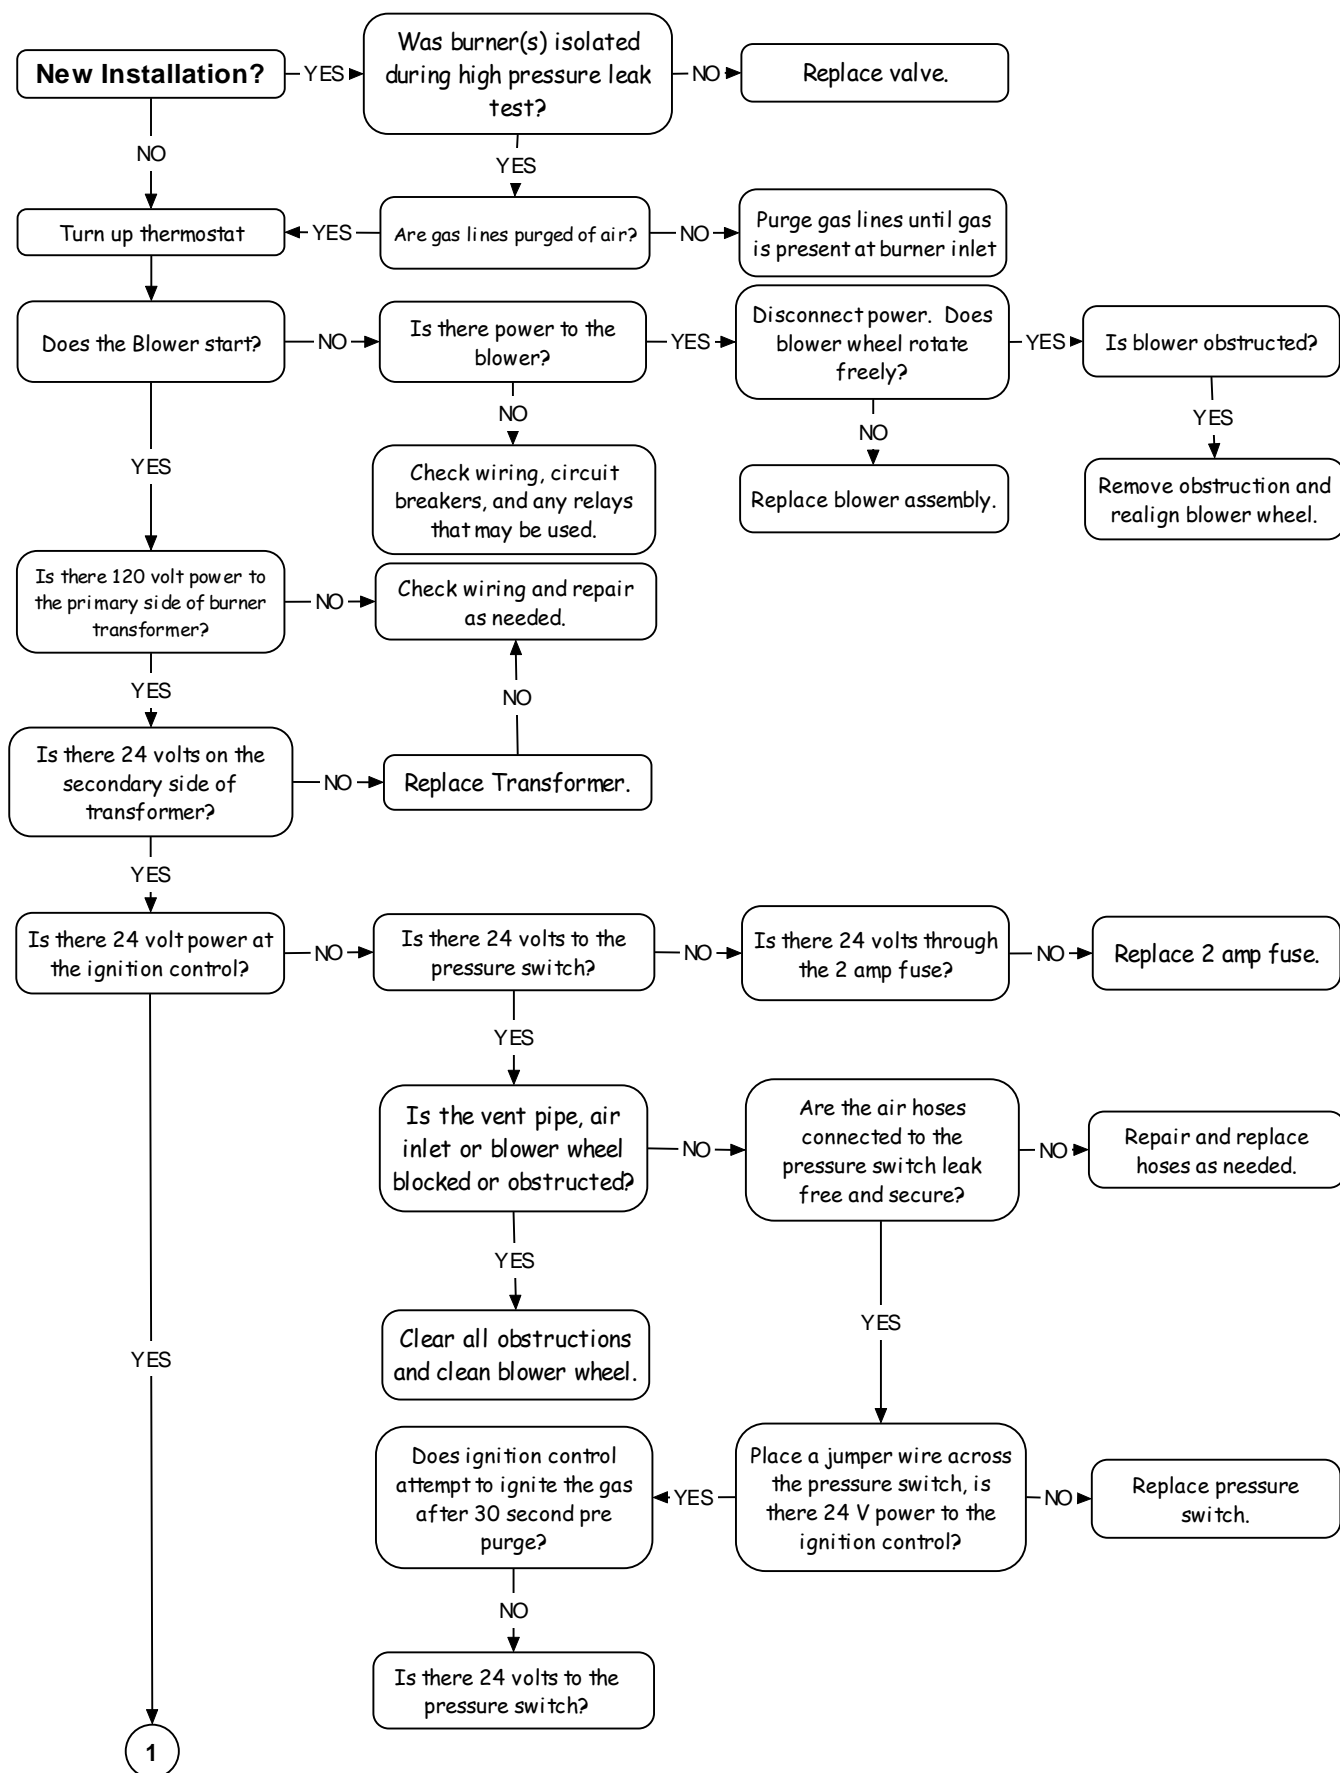 New Installation?
YES
Was burner(s) isolated
during high pressure leak
test?
NO
Replace valve.
NO
YES
Turn up thermostat
YES
Are gas lines purged of air?
NO
Purge gas lines until gas
is present at burner inlet
Does the Blower start?
NO
Is there power to the
blower?
YES
Disconnect power. Does
blower wheel rotate
freely?
YES
Is blower obstructed?
YES
NO
Check wiring, circuit
breakers, and any relays
that may be used.
NO
Replace blower assembly.
YES
Remove obstruction and
realign blower wheel.
Is there 120 volt power to
the primary side of burner
transformer?
NO
Check wiring and repair
as needed.
YES
NO
Is there 24 volts on the
secondary side of
transformer?
NO
Replace Transformer.
YES
Is there 24 volt power at
the ignition control?
NO
Is there 24 volts to the
pressure switch?
NO
Is there 24 volts through
the 2 amp fuse?
NO
Replace 2 amp fuse.
YES
Is the vent pipe, air
inlet or blower wheel
blocked or obstructed?
NO
Are the air hoses
connected to the
pressure switch leak
free and secure?
NO
Repair and replace
hoses as needed.
YES
Clear all obstructions
and clean blower wheel.
YES
YES
Does ignition control
attempt to ignite the gas
after 30 second pre
purge?
YES
Place a jumper wire across
the pressure switch, is
there 24 V power to the
ignition control?
NO
Replace pressure
switch.
NO
Is there 24 volts to the
pressure switch?
1